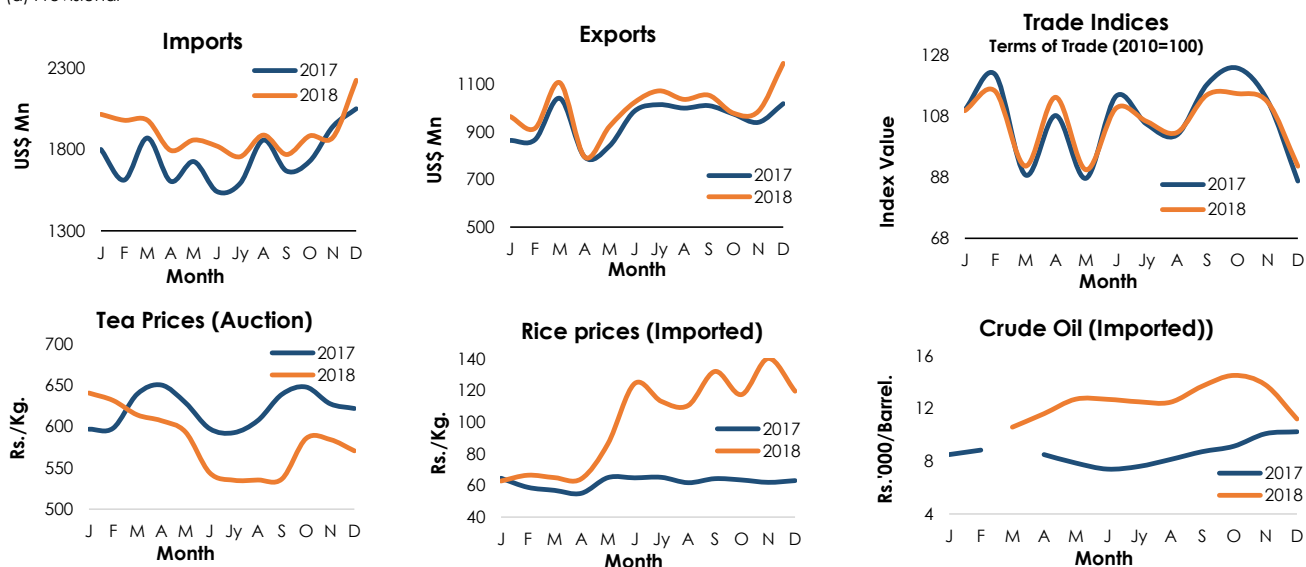 (a) Provisional
Imports
US$ Mn
2300
1800
1300
2017
2018
J F M A M J Jy A S O N D
Month
Exports
US$ Mn
1100
900
700
500
2017
2018
J F M A M J Jy A S O N D
Month
Trade Indices
Terms of Trade (2010=100)
Index Value
128
108
88
68
2017
2018
J F M A M J Jy A S O N D
Month
Tea Prices (Auction)
Rs./Kg.
700
650
600
550
500
2017
2018
J F M A M J Jy A S O N D
Month
Rice prices (Imported)
Rs./Kg.
140
120
100
80
60
40
2017
2018
J F M A M J Jy A S O N D
Month
Crude Oil (Imported))
Rs.'000/Barrel.
16
12
8
4
2017
2018
J F M A M J Jy A S O N D
Month